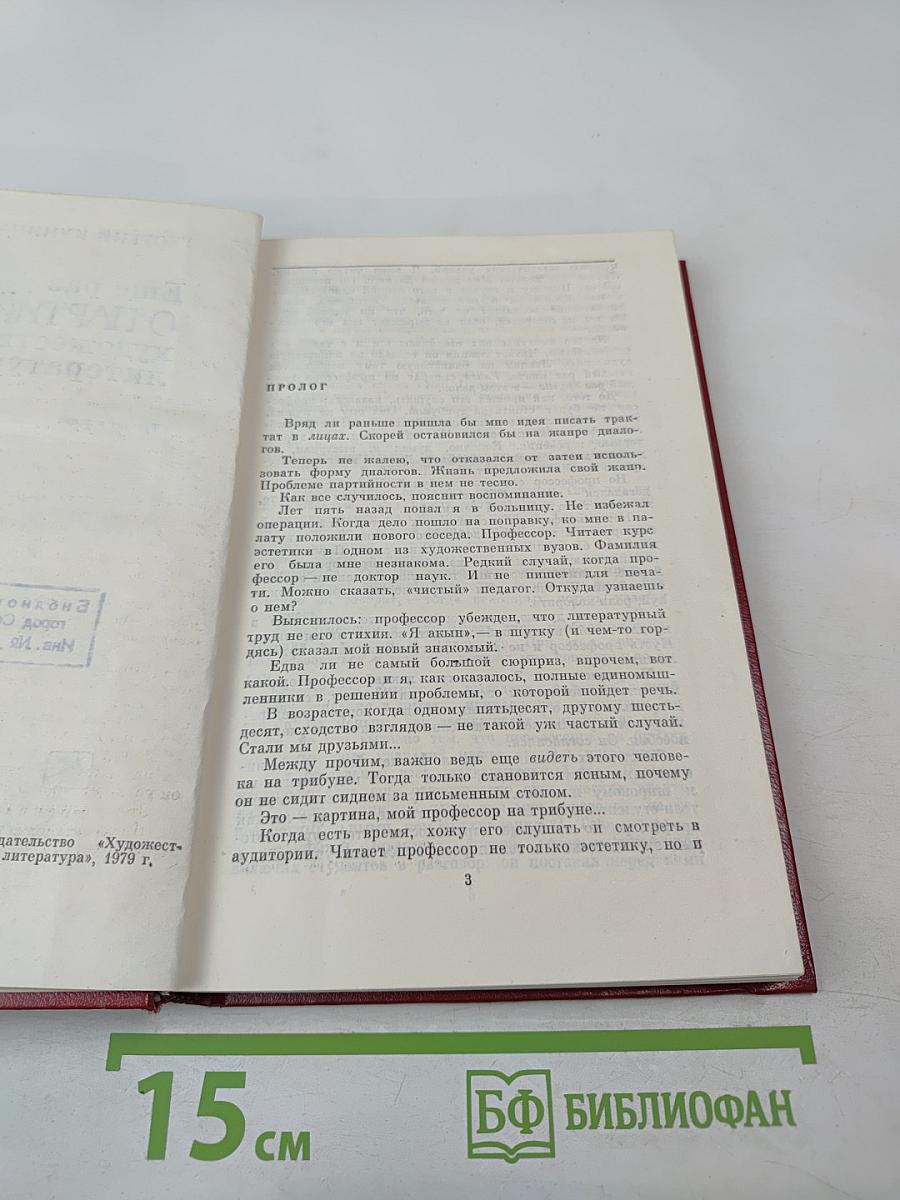 дательство «Художест-
литература», 1979 г.
ПРОЛОГ
Вряд ли раньше пришла бы мне идея писать трак-
тат в лицах. Скорей остановился бы на жанре диало-
гов.
Теперь не жалею, что отказался от затеи исполь-
зовать форму диалогов. Жизнь предложила свой жанр.
Проблеме партийности в нем не тесно.
Как все случилось, пояснит воспоминание.
Лет пять назад попал я в больницу. Не избежал
операции. Когда дело пошло на поправку, ко мне в па-
лату положили нового соседа. Профессор. Читает курс
эстетики в одном из художественных вузов. Фамилия
его была мне незнакома. Редкий случай, когда про-
фессор — не доктор наук. И не пишет для печа-
ти. Можно сказать, «чистый» педагог. Откуда узнаешь
о нем?
Выяснилось: профессор убежден, что литературный
труд не его стихия. «Я акын»,— в шутку (и чем-то гор-
дясь) сказал мой новый знакомый.
Едва ли не самый большой сюрприз, впрочем, вот
какой. Профессор и я, как оказалось, полные единомыш-
ленники в решении проблемы, о которой пойдет речь.
В возрасте, когда одному пятьдесят, другому шесть-
десят, сходство взглядов — не такой уж частый случай.
Стали мы друзьями...
Между прочим, важно ведь еще видеть этого челове-
ка на трибуне. Тогда только становится ясным, почему
он не сидит сиднем за письменным столом.
Это — картина, мой профессор на трибуне...
Когда есть время, хожу его слушать и смотреть в
аудитории. Читает профессор не только эстетику, но и
3
15 см
БФ БИБЛИОФАН